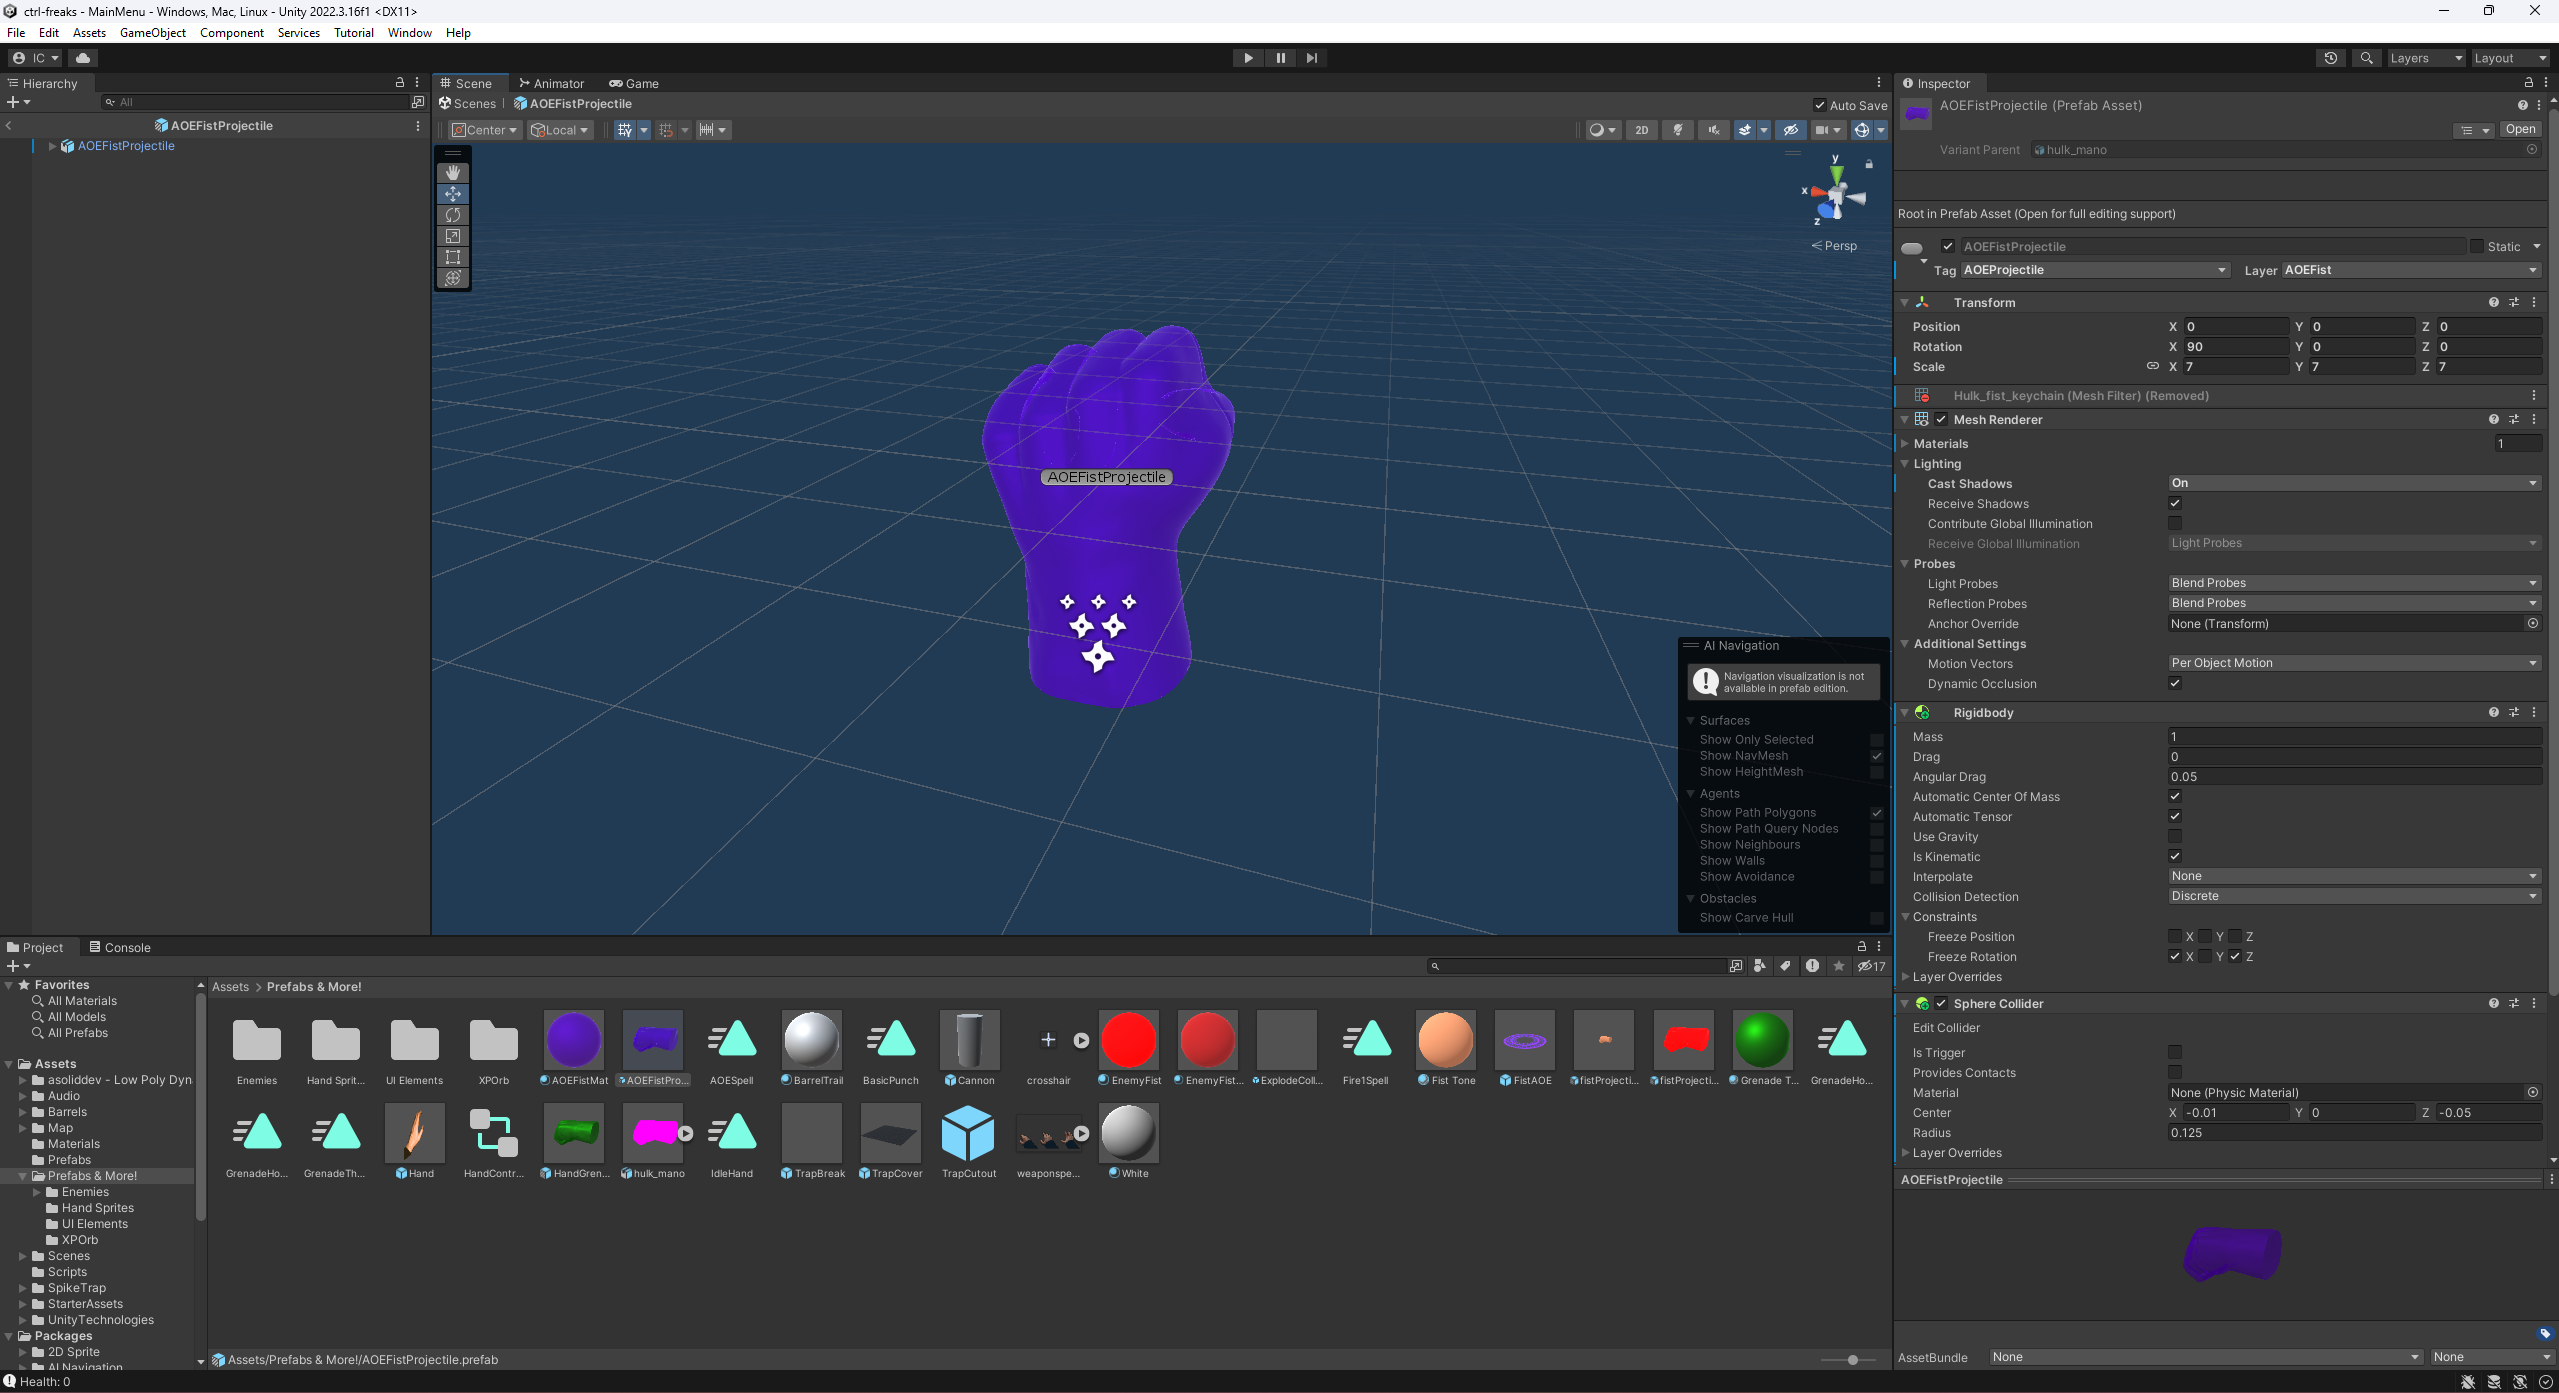 ctrl-freaks - MainMenu - Windows, Mac, Linux - Unity 2022.3.16f1 <DX11>
File Edit Assets GameObject Component Services Tutorial Window Help
IC Layers Layout
Hierarchy
All
AOEFistProjectile
AOEFistProjectile
Scene Animator Game
Scenes | AOEFistProjectile Auto Save
Center Local 2D
y
x
z
Persp
AOEFistProjectile
AI Navigation
Navigation visualization is not
available in prefab edition.
Surfaces
Show Only Selected
Show NavMesh
Show HeightMesh
Agents
Show Path Polygons
Show Path Query Nodes
Show Neighbours
Show Walls
Show Avoidance
Obstacles
Show Carve Hull
Inspector
AOEFistProjectile (Prefab Asset)
Open
Variant Parent hulk_mano
Root in Prefab Asset (Open for full editing support)
AOEFistProjectile Static
Tag AOEProjectile Layer AOEFist
Transform
Position X 0 Y 0 Z 0
Rotation X 90 Y 0 Z 0
Scale X 7 Y 7 Z 7
Hulk_fist_keychain (Mesh Filter) (Removed)
Mesh Renderer
Materials 1
Lighting
Cast Shadows On
Receive Shadows
Contribute Global Illumination
Receive Global Illumination Light Probes
Probes
Light Probes Blend Probes
Reflection Probes Blend Probes
Anchor Override None (Transform)
Additional Settings
Motion Vectors Per Object Motion
Dynamic Occlusion
Rigidbody
Mass 1
Drag 0
Angular Drag 0.05
Automatic Center Of Mass
Automatic Tensor
Use Gravity
Is Kinematic
Interpolate None
Collision Detection Discrete
Constraints
Freeze Position X Y Z
Freeze Rotation X Y Z
Layer Overrides
Sphere Collider
Edit Collider
Is Trigger
Provides Contacts
Material None (Physic Material)
Center X -0.01 Y 0 Z -0.05
Radius 0.125
Layer Overrides
AOEFistProjectile
AssetBundle None None
Project Console
17
Favorites
All Materials
All Models
All Prefabs
Assets
asoliddev - Low Poly Dyn
Audio
Barrels
Map
Materials
Prefabs
Prefabs & More!
Enemies
Hand Sprites
UI Elements
XPOrb
Scenes
Scripts
SpikeTrap
StarterAssets
UnityTechnologies
Packages
2D Sprite
AI Navigation
Assets > Prefabs & More!
Enemies Hand Sprit... UI Elements XPOrb AOEFistMat AOEFistPro... AOESpell BarrelTrail BasicPunch Cannon crosshair EnemyFist EnemyFist... ExplodeColl... Fire1Spell Fist Tone FistAOE fistProjecti... fistProjecti... Grenade T... GrenadeHo...
GrenadeHo... GrenadeTh... Hand HandContr... HandGren... hulk_mano IdleHand TrapBreak TrapCover TrapCutout weaponspe... White
Assets/Prefabs & More!/AOEFistProjectile.prefab
Health: 0